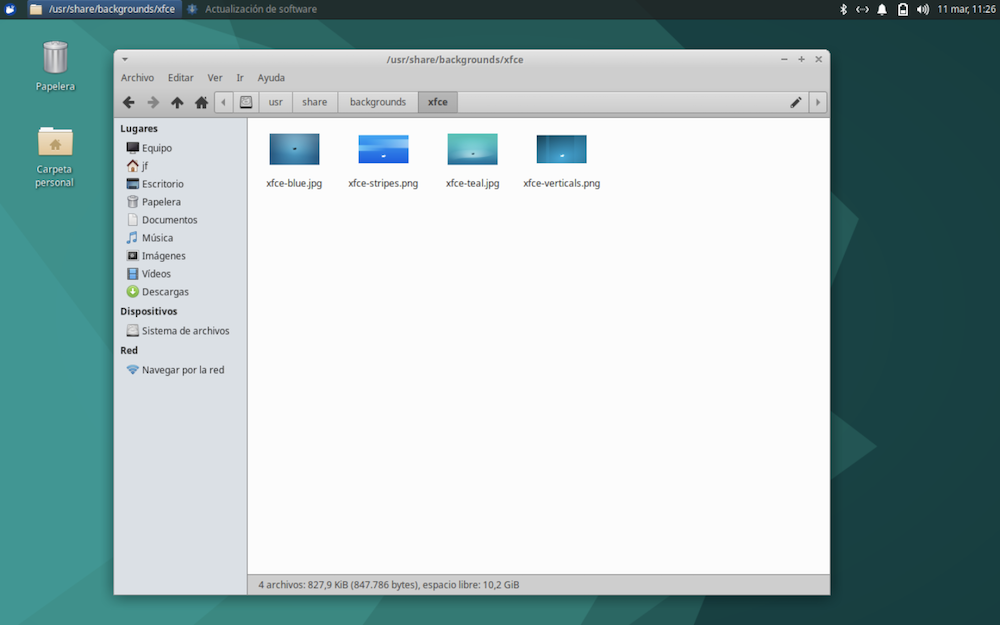 /usr/share/backgrounds/xfce
Actualización de software
11 mar, 11:26
Papelera
Carpeta
personal
/usr/share/backgrounds/xfce
Archivo Editar Ver Ir Ayuda
usr share backgrounds xfce
Lugares
Equipo
jf
Escritorio
Papelera
Documentos
Música
Imágenes
Vídeos
Descargas
Dispositivos
Sistema de archivos
Red
Navegar por la red
xfce-blue.jpg xfce-stripes.png xfce-teal.jpg xfce-verticals.png
4 archivos: 827,9 KiB (847.786 bytes), espacio libre: 10,2 GiB